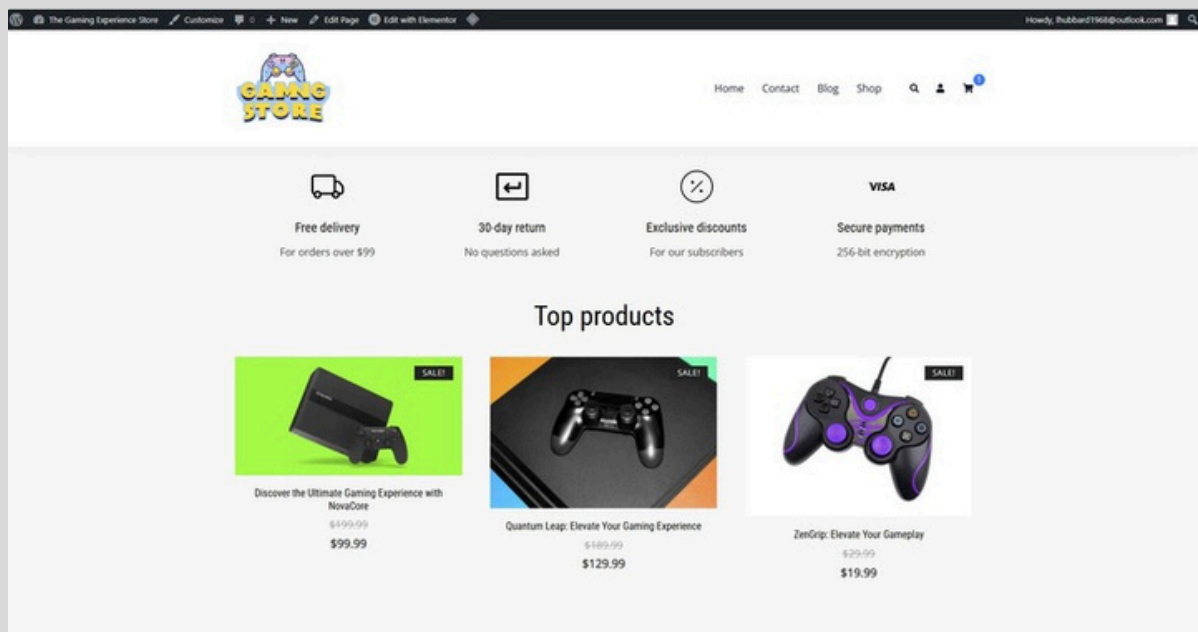 The Gaming Experience Store Customize 0 New Edit Page Edit with Elementor Howdy, lhubbard1968@outlook.com
GAMNG
STORE
Home Contact Blog Shop 1
VISA
Free delivery 30-day return Exclusive discounts Secure payments
For orders over $99 No questions asked For our subscribers 256-bit encryption
Top products
SALE! SALE! SALE!
Discover the Ultimate Gaming Experience with
NovaCore
$199.99
$99.99
Quantum Leap: Elevate Your Gaming Experience
$189.99
$129.99
ZenGrip: Elevate Your Gameplay
$29.99
$19.99